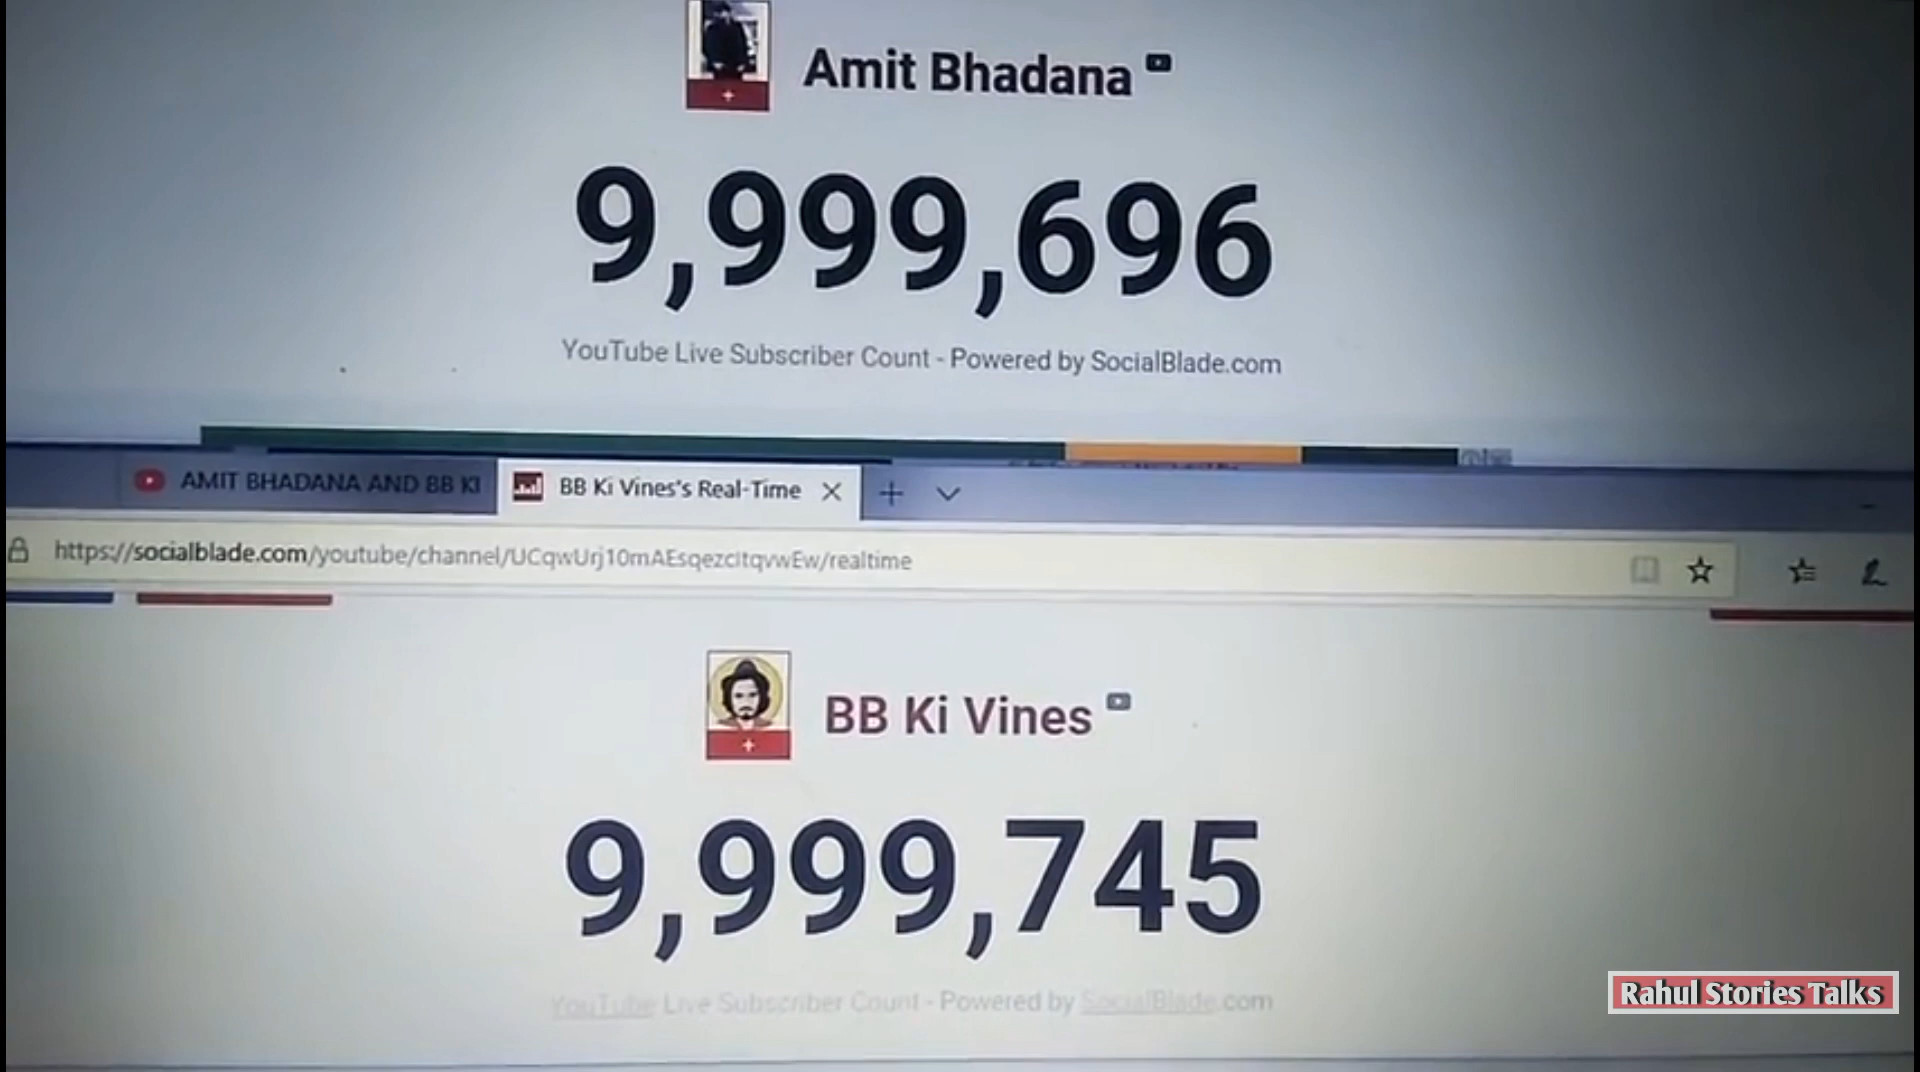 Amit Bhadana
9,999,696
YouTube Live Subscriber Count - Powered by SocialBlade.com
AMIT BHADANA AND BB KI
BB Ki Vines's Real-Time
https://socialblade.com/youtube/channel/UCqwUrj10mAEsqezcitqvwEw/realtime
BB Ki Vines
9,999,745
YouTube Live Subscriber Count - Powered by SocialBlade.com
Rahul Stories Talks